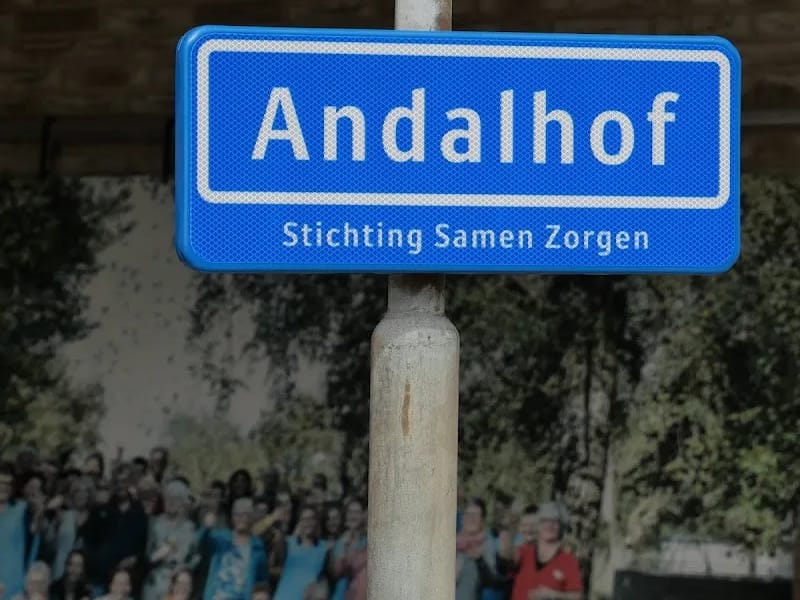 Andalhof
Stichting Samen Zorgen